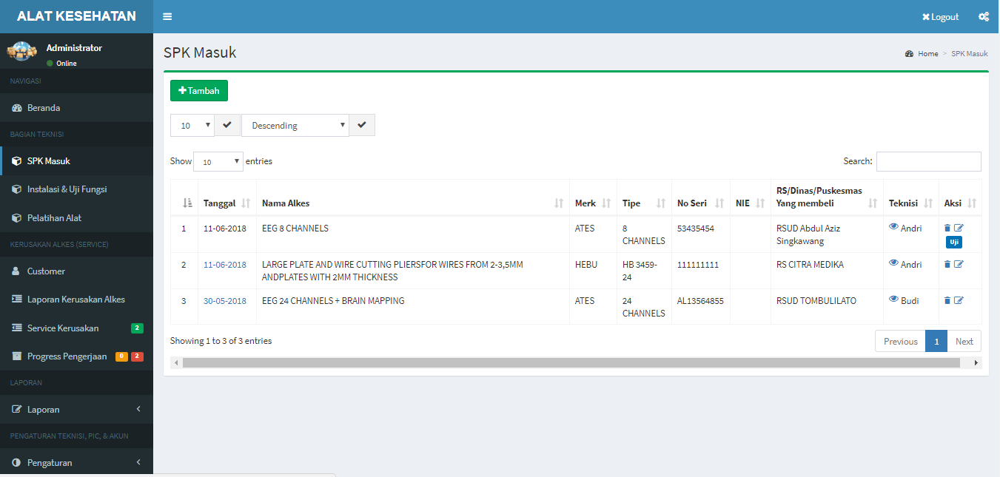 ALAT KESEHATAN
Logout
Administrator
Online
NAVIGASI
Beranda
BAGIAN TEKNISI
SPK Masuk
Instalasi & Uji Fungsi
Pelatihan Alat
KERUSAKAN ALKES (SERVICE)
Customer
Laporan Kerusakan Alkes
Service Kerusakan 2
Progress Pengerjaan 0 2
LAPORAN
Laporan
PENGATURAN TEKNISI, PIC, & AKUN
Pengaturan
SPK Masuk
Home > SPK Masuk
Tambah
10 Descending
Show 10 entries Search:
Tanggal Nama Alkes Merk Tipe No Seri NIE RS/Dinas/Puskesmas Yang membeli Teknisi Aksi
1 11-06-2018 EEG 8 CHANNELS ATES 8 CHANNELS 53435454 RSUD Abdul Aziz Singkawang Andri Uji
2 11-06-2018 LARGE PLATE AND WIRE CUTTING PLIERSFOR WIRES FROM 2-3,5MM ANDPLATES WITH 2MM THICKNESS HEBU HB 3459-24 111111111 RS CITRA MEDIKA Andri
3 30-05-2018 EEG 24 CHANNELS + BRAIN MAPPING ATES 24 CHANNELS AL13564855 RSUD TOMBULILATO Budi
Showing 1 to 3 of 3 entries
Previous 1 Next